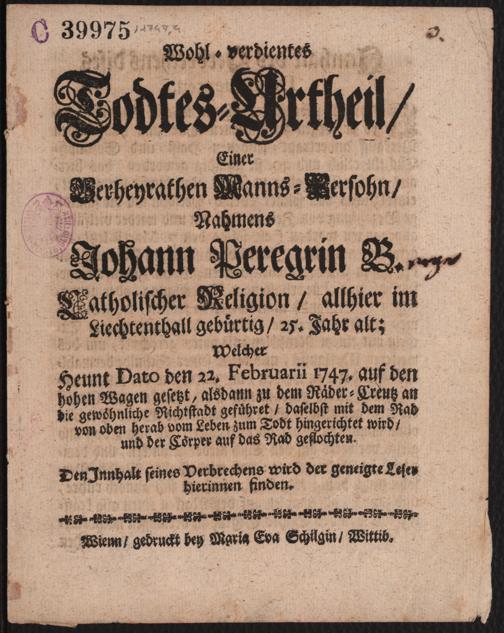 C 39975
Wohl-verdientes
Todtes-Urtheil/
Einer
Verheyrathen Manns-Persohn/
Nahmens
Johann Peregrin B.
Catholischer Religion / allhier im
Liechtenthall gebürtig / 25. Jahr alt;
Welcher
Heunt Dato den 22. Februarii 1747. auf den
hohen Wagen gesetzt, alsdann zu dem Räder-Creutz an
die gewöhnliche Richtstadt geführet / daselbst mit dem Rad
von oben herab vom Leben zum Todt hingerichtet wird /
und der Cörper auf das Rad geflochten.
Den Innhalt seines Verbrechens wird der geneigte Leser
hierinnen finden.
Wienn / gedruckt bey Maria Eva Schilgin / Wittib.